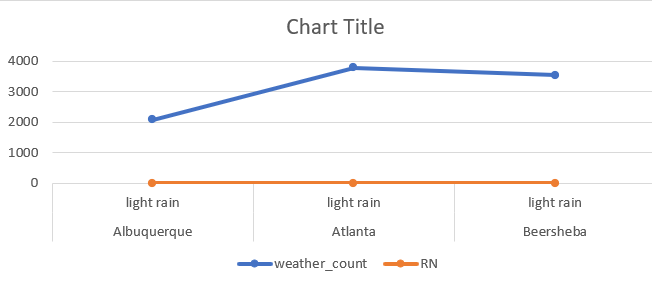 Chart Title
4000
3000
2000
1000
0
light rain light rain light rain
Albuquerque Atlanta Beersheba
weather_count RN